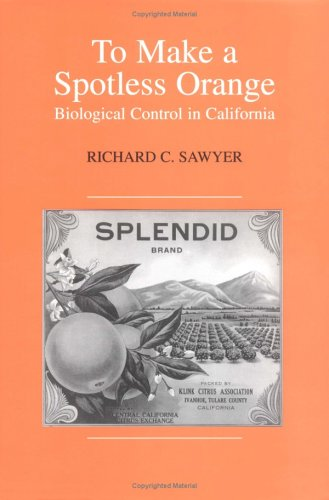 Copyrighted Material
To Make a
Spotless Orange
Biological Control in California
RICHARD C. SAWYER
SPLENDID
BRAND
PACKED BY
KLINK CITRUS ASSOCIATION
IVANHOE, TULARE COUNTY
CALIFORNIA
CENTRAL CALIFORNIA
CITRUS EXCHANGE
Copyrighted Material